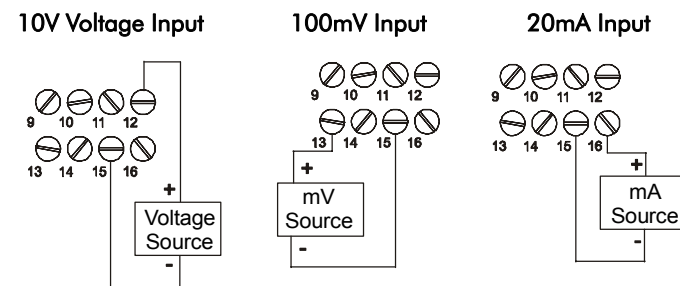 10V Voltage Input
9 10 11 12
13 14 15 16
+
Voltage
Source
-
100mV Input
9 10 11 12
13 14 15 16
+
mV
Source
-
20mA Input
9 10 11 12
13 14 15 16
+
mA
Source
-